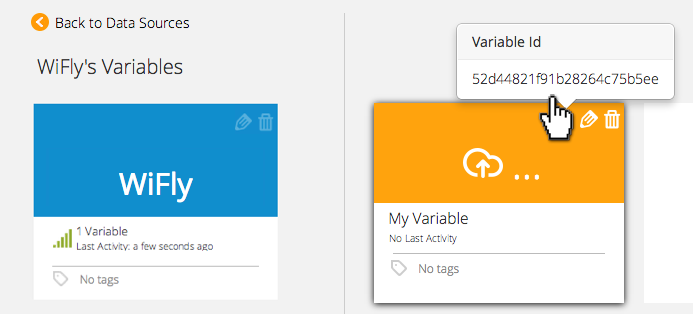 Back to Data Sources
WiFly's Variables
WiFly
1 Variable
Last Activity: a few seconds ago
No tags
Variable Id
52d44821f91b28264c75b5ee
...
My Variable
No Last Activity
No tags